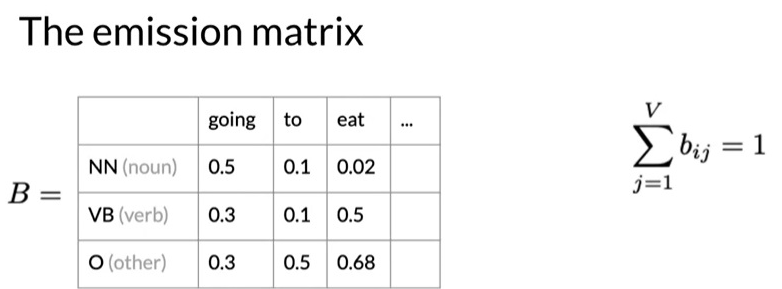 The emission matrix
going to eat ...
NN (noun) 0.5 0.1 0.02
B =
VB (verb) 0.3 0.1 0.5
O (other) 0.3 0.5 0.68
V
∑ bij = 1
j=1